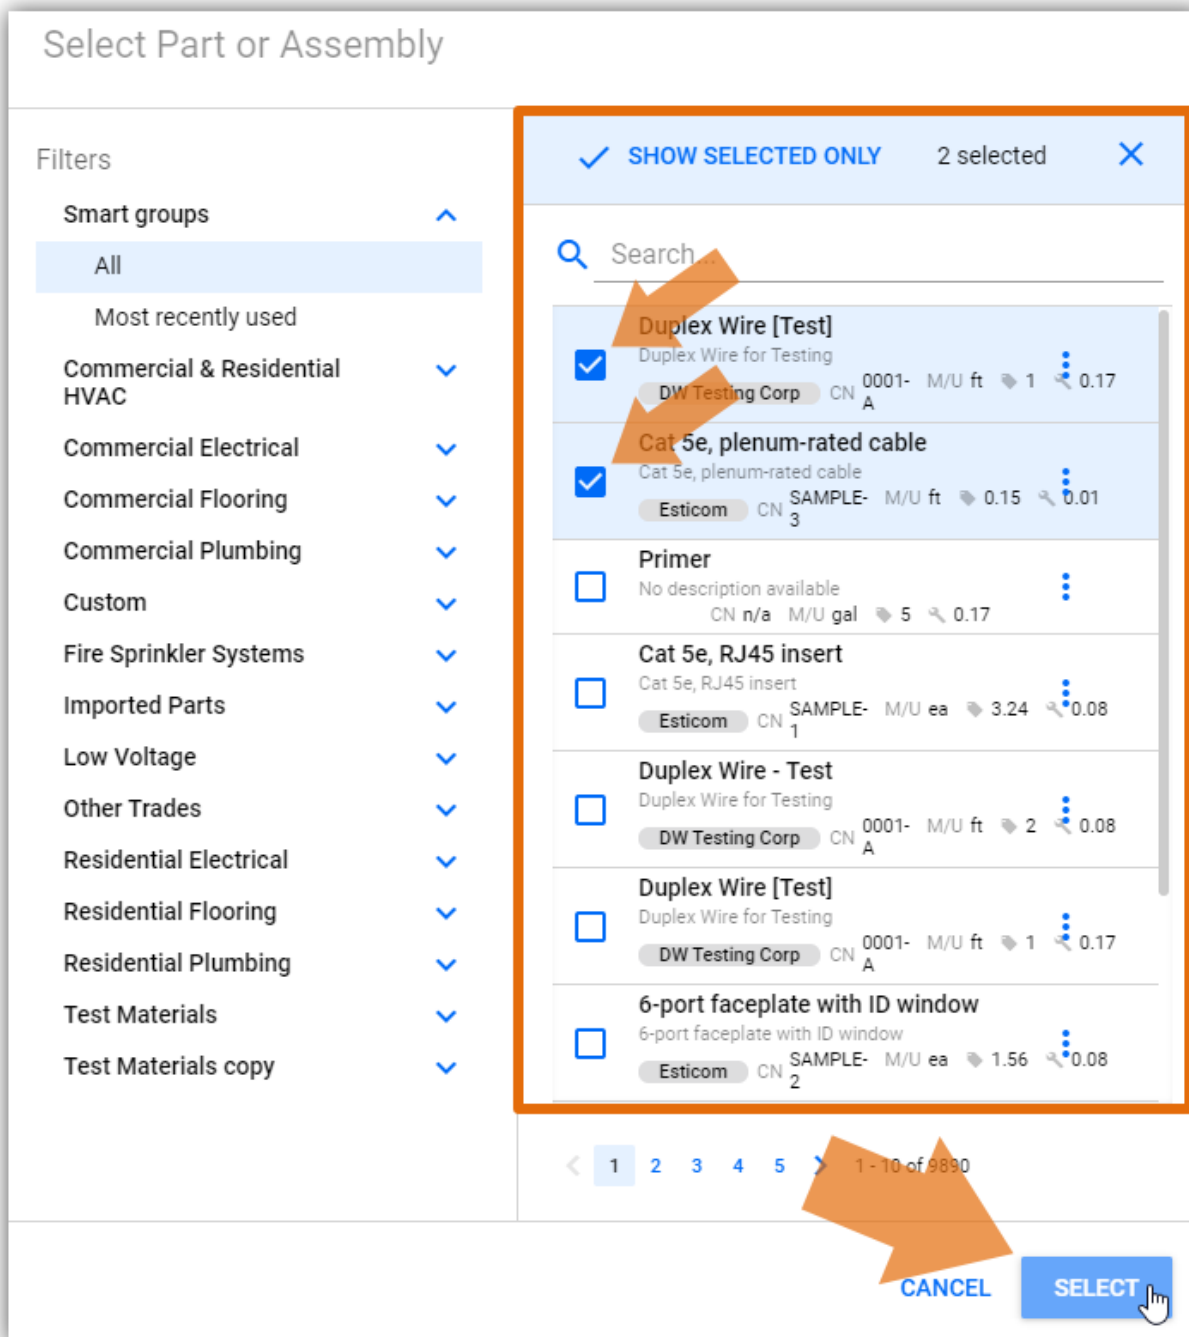 Select Part or Assembly
Filters
Smart groups
All
Most recently used
Commercial & Residential
HVAC
Commercial Electrical
Commercial Flooring
Commercial Plumbing
Custom
Fire Sprinkler Systems
Imported Parts
Low Voltage
Other Trades
Residential Electrical
Residential Flooring
Residential Plumbing
Test Materials
Test Materials copy
SHOW SELECTED ONLY 2 selected
Search...
Duplex Wire [Test]
Duplex Wire for Testing
DW Testing Corp CN 0001-A M/U ft 1 0.17
Cat 5e, plenum-rated cable
Cat 5e, plenum-rated cable
Esticom CN SAMPLE-3 M/U ft 0.15 0.01
Primer
No description available
CN n/a M/U gal 5 0.17
Cat 5e, RJ45 insert
Cat 5e, RJ45 insert
Esticom CN SAMPLE-1 M/U ea 3.24 0.08
Duplex Wire - Test
Duplex Wire for Testing
DW Testing Corp CN 0001-A M/U ft 2 0.08
Duplex Wire [Test]
Duplex Wire for Testing
DW Testing Corp CN 0001-A M/U ft 1 0.17
6-port faceplate with ID window
6-port faceplate with ID window
Esticom CN SAMPLE-2 M/U ea 1.56 0.08
1 2 3 4 5 1 - 10 of 9890
CANCEL SELECT